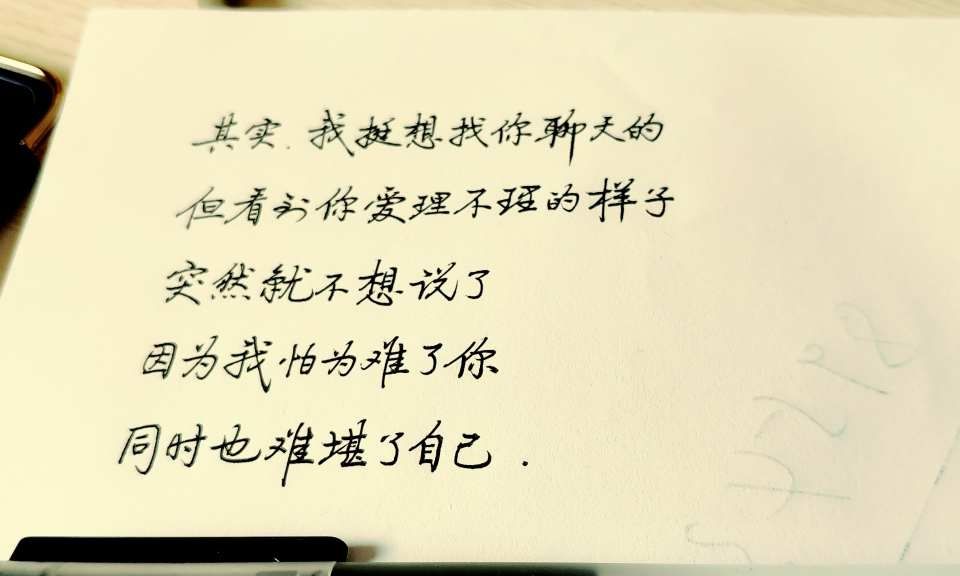 其实.我挺想找你聊天的
但看到你爱理不理的样子
突然就不想说了
因为我怕为难了你
同时也难堪了自己.